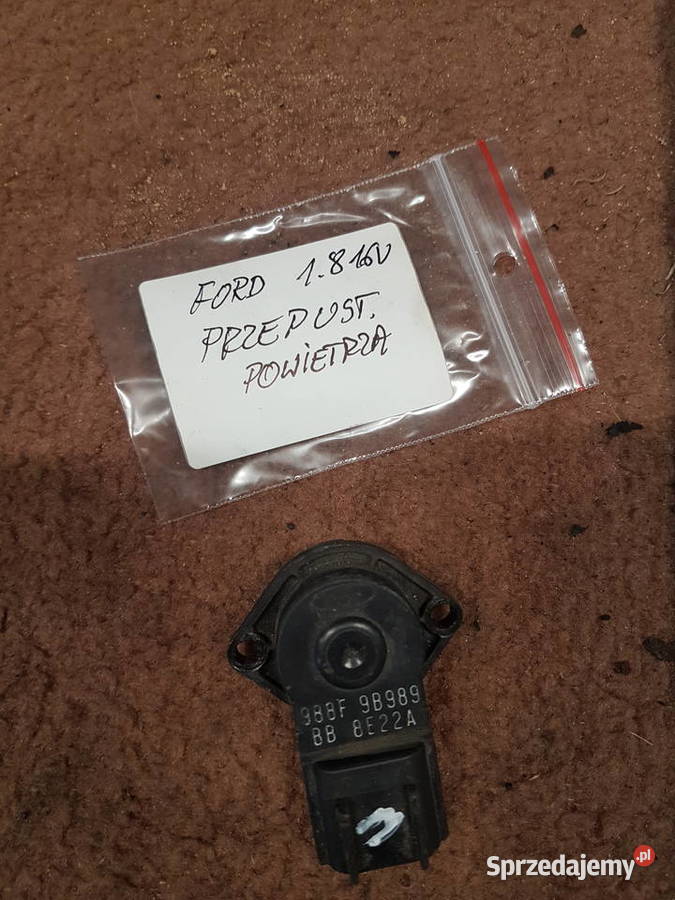 FORD 1.8 16V
PRZEPUST.
POWIETRZA
988F 9B989
BB 8E22A
Sprzedajemy.pl